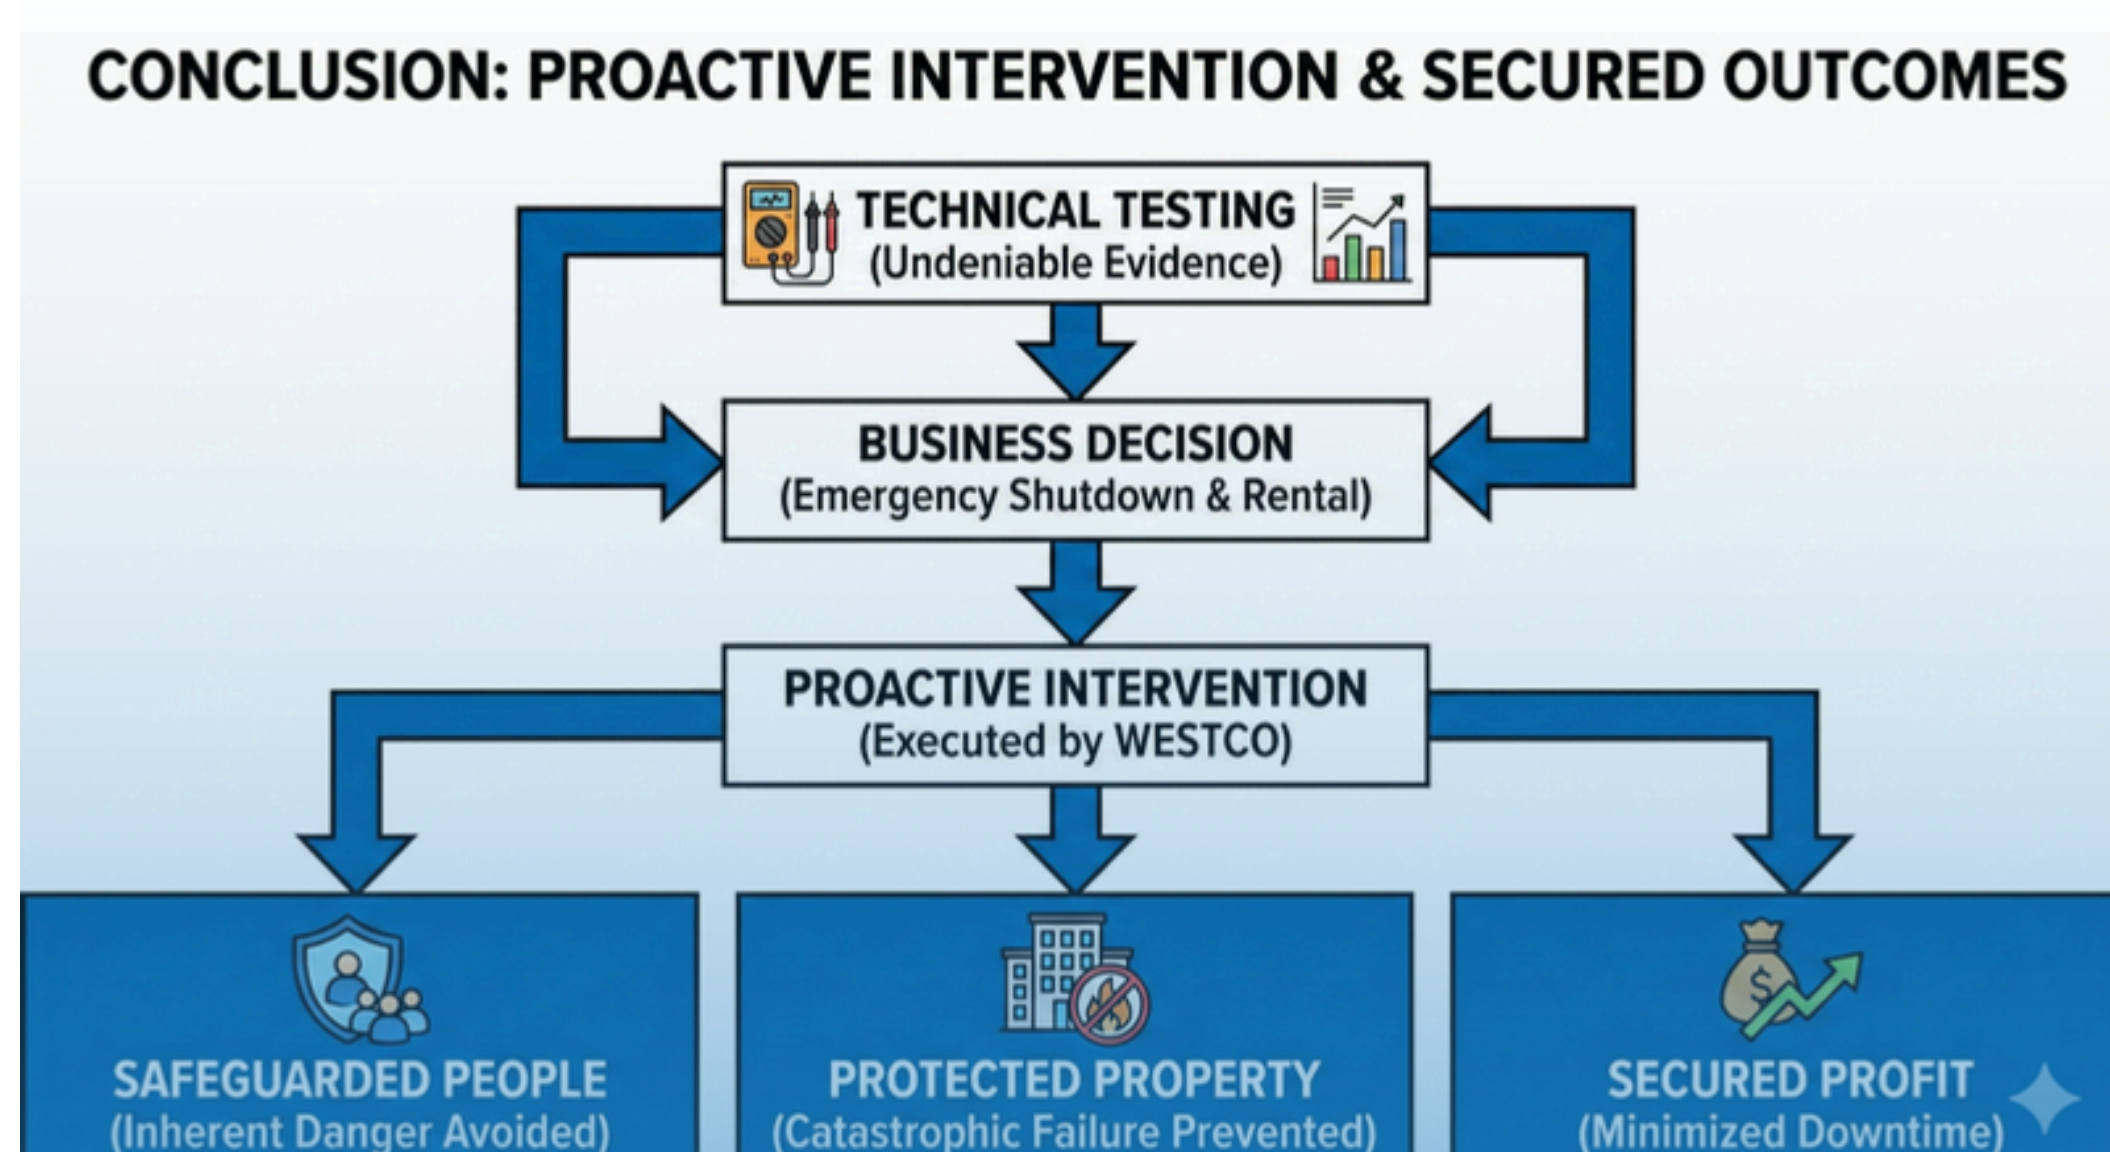 CONCLUSION: PROACTIVE INTERVENTION & SECURED OUTCOMES
TECHNICAL TESTING
(Undeniable Evidence)
BUSINESS DECISION
(Emergency Shutdown & Rental)
PROACTIVE INTERVENTION
(Executed by WESTCO)
SAFEGUARDED PEOPLE
(Inherent Danger Avoided)
PROTECTED PROPERTY
(Catastrophic Failure Prevented)
$
SECURED PROFIT
(Minimized Downtime)